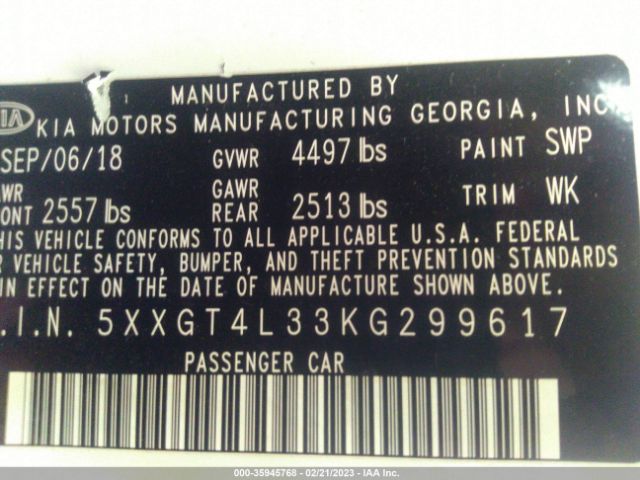 MANUFACTURED BY
KIA KIA MOTORS MANUFACTURING GEORGIA, INC
SEP/06/18 GVWR 4497 lbs PAINT SWP
GAWR
2557 lbs REAR 2513 lbs TRIM WK
THIS VEHICLE CONFORMS TO ALL APPLICABLE U.S.A. FEDERAL
VEHICLE SAFETY, BUMPER, AND THEFT PREVENTION STANDARDS
IN EFFECT ON THE DATE OF MANUFACTURE SHOWN ABOVE.
.I.N. 5XXGT4L33KG299617
PASSENGER CAR
000-35945768 - 02/21/2023 - IAA Inc.